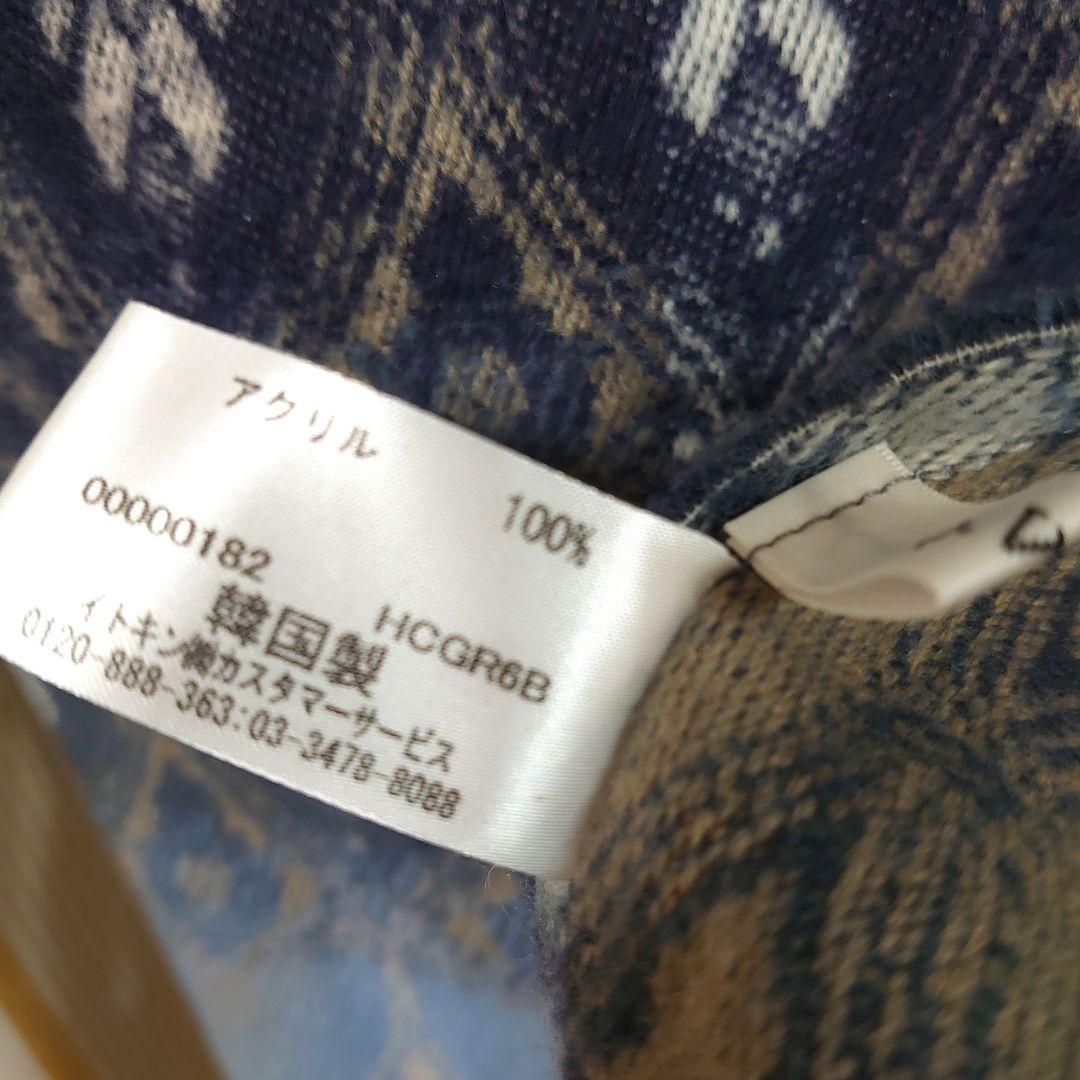 アクリル
100%
00000182
HCGR6B
韓国製
イトキン㈱カスタマーサービス
0120-888-363:03-3478-8088